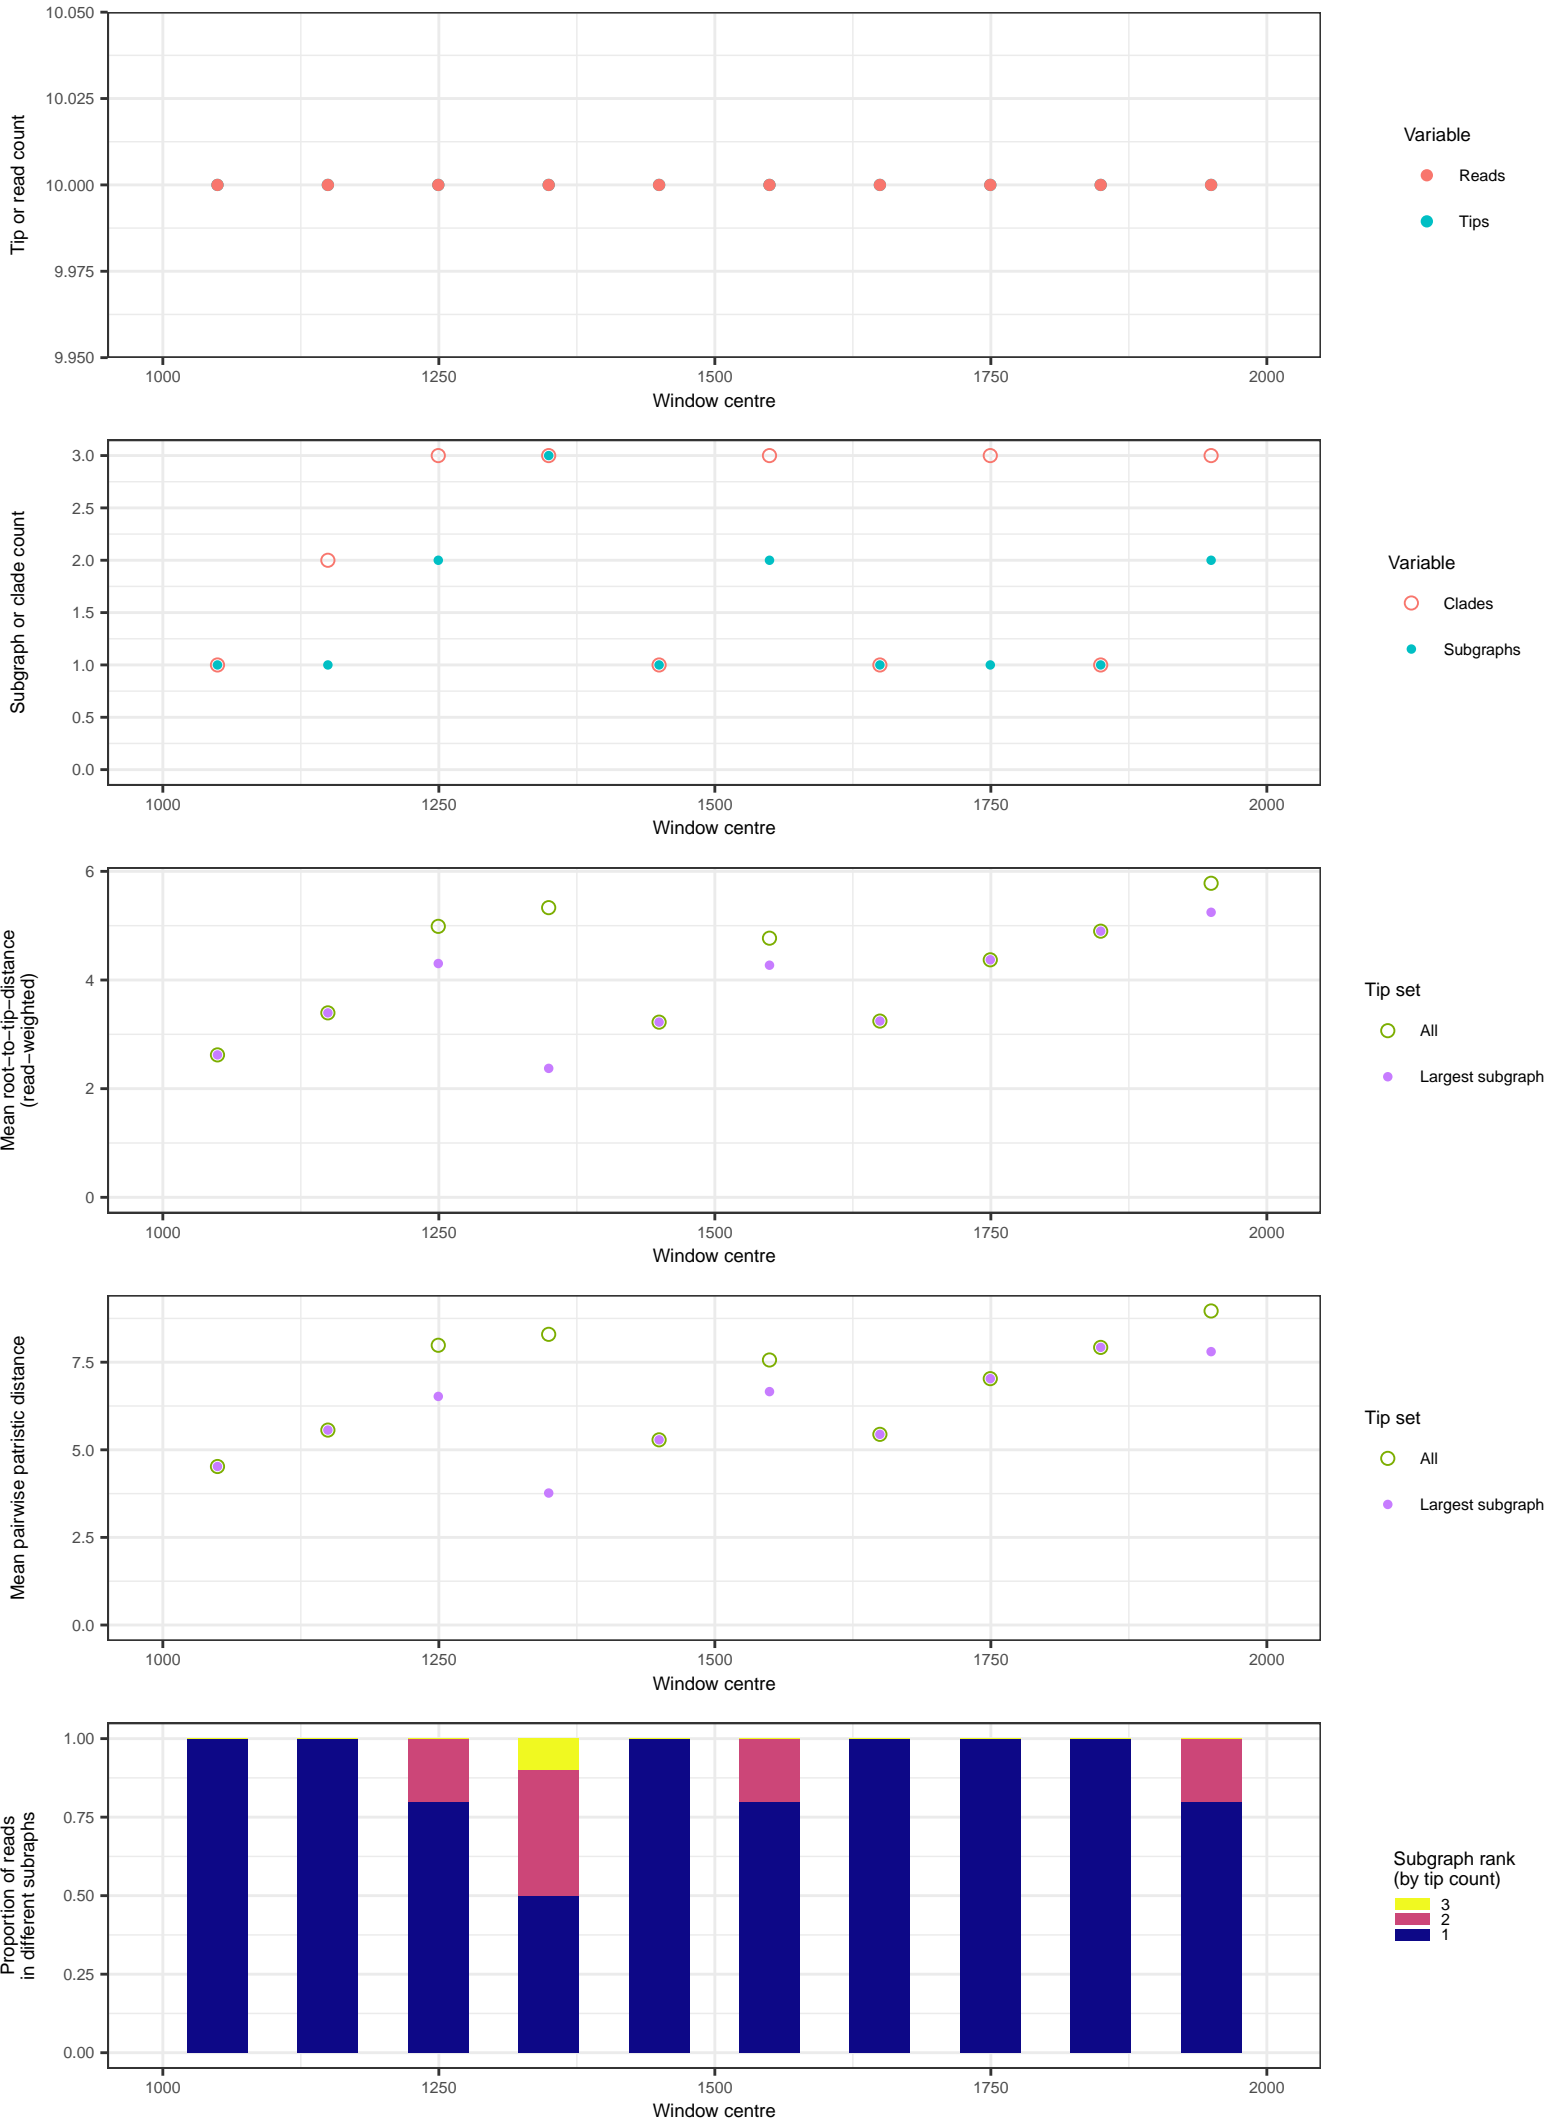 10.050
10.025
10.000
9.975
9.950
Tip or read count
1000 1250 1500 1750 2000
Window centre
Variable
Reads
Tips
3.0
2.5
2.0
1.5
1.0
0.5
0.0
Subgraph or clade count
1000 1250 1500 1750 2000
Window centre
Variable
Clades
Subgraphs
6
4
2
0
Mean root−to−tip−distance
(read−weighted)
1000 1250 1500 1750 2000
Window centre
Tip set
All
Largest subgraph
7.5
5.0
2.5
0.0
Mean pairwise patristic distance
1000 1250 1500 1750 2000
Window centre
Tip set
All
Largest subgraph
1.00
0.75
0.50
0.25
0.00
Proportion of reads
in different subraphs
1000 1250 1500 1750 2000
Window centre
Subgraph rank
(by tip count)
3
2
1